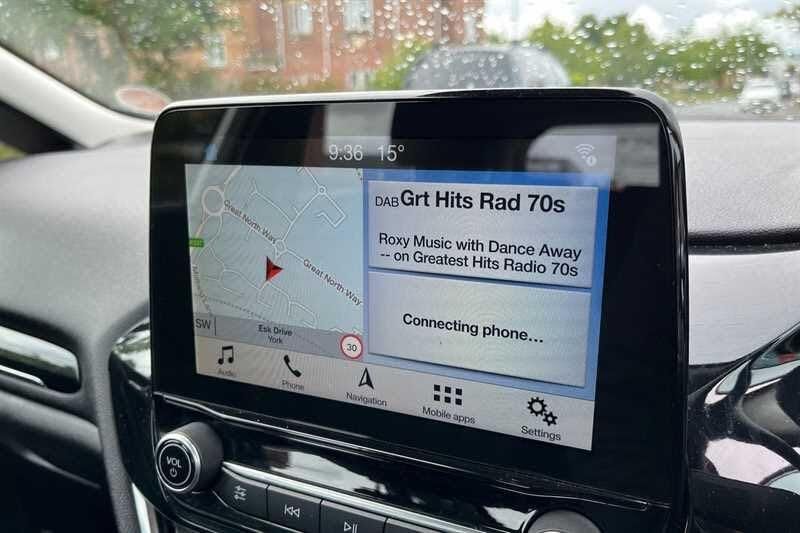 9:36 15°
Great North Way
Great North Way
SW
Esk Drive
York
30
DAB Grt Hits Rad 70s
Roxy Music with Dance Away
-- on Greatest Hits Radio 70s
Connecting phone...
Audio
Phone
Navigation
Mobile apps
Settings
VOL